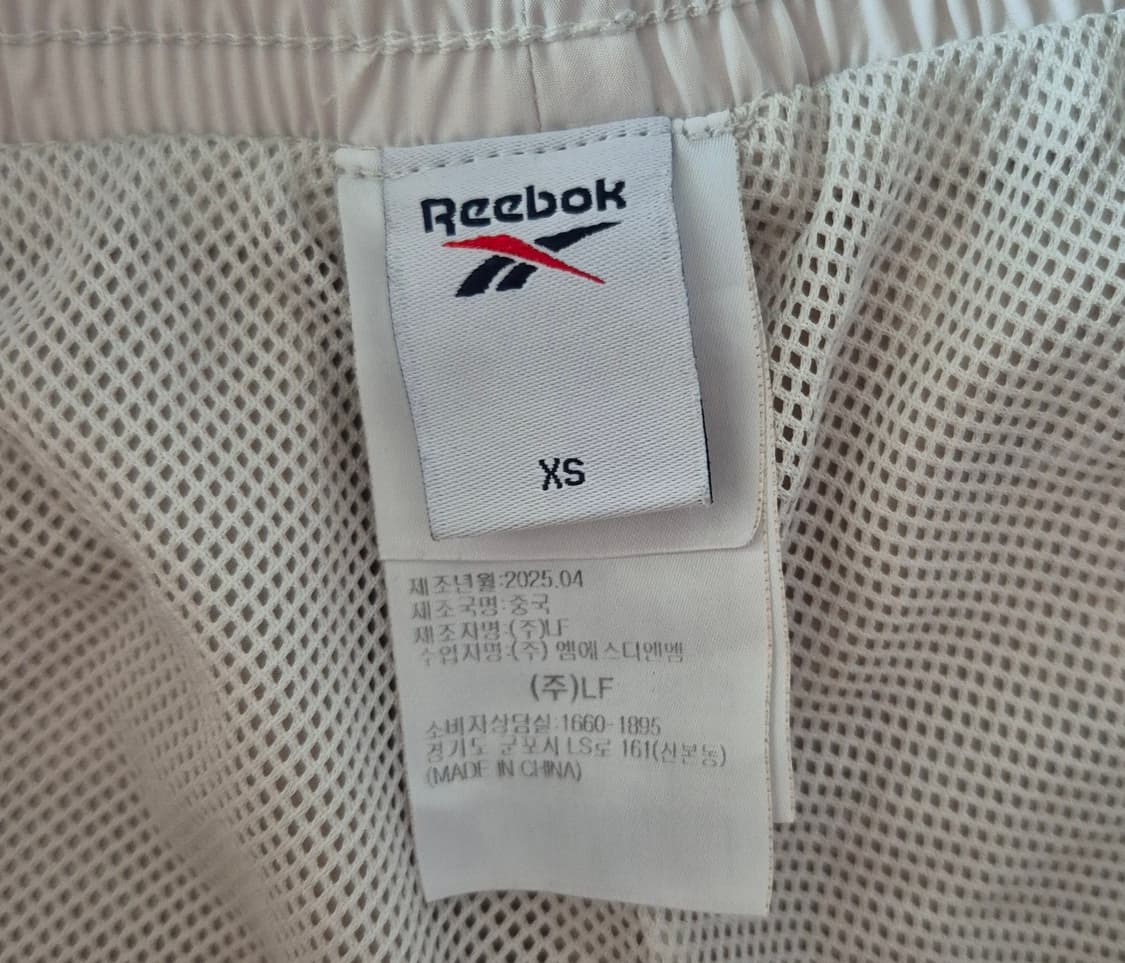 Reebok
XS
제조년월:2025.04
제조국명:중국
제조자명:(주)LF
수입자명:(주) 엠에스디엔엠
(주)LF
소비자상담실:1660-1895
경기도 군포시 LS로 161(산본동)
(MADE IN CHINA)